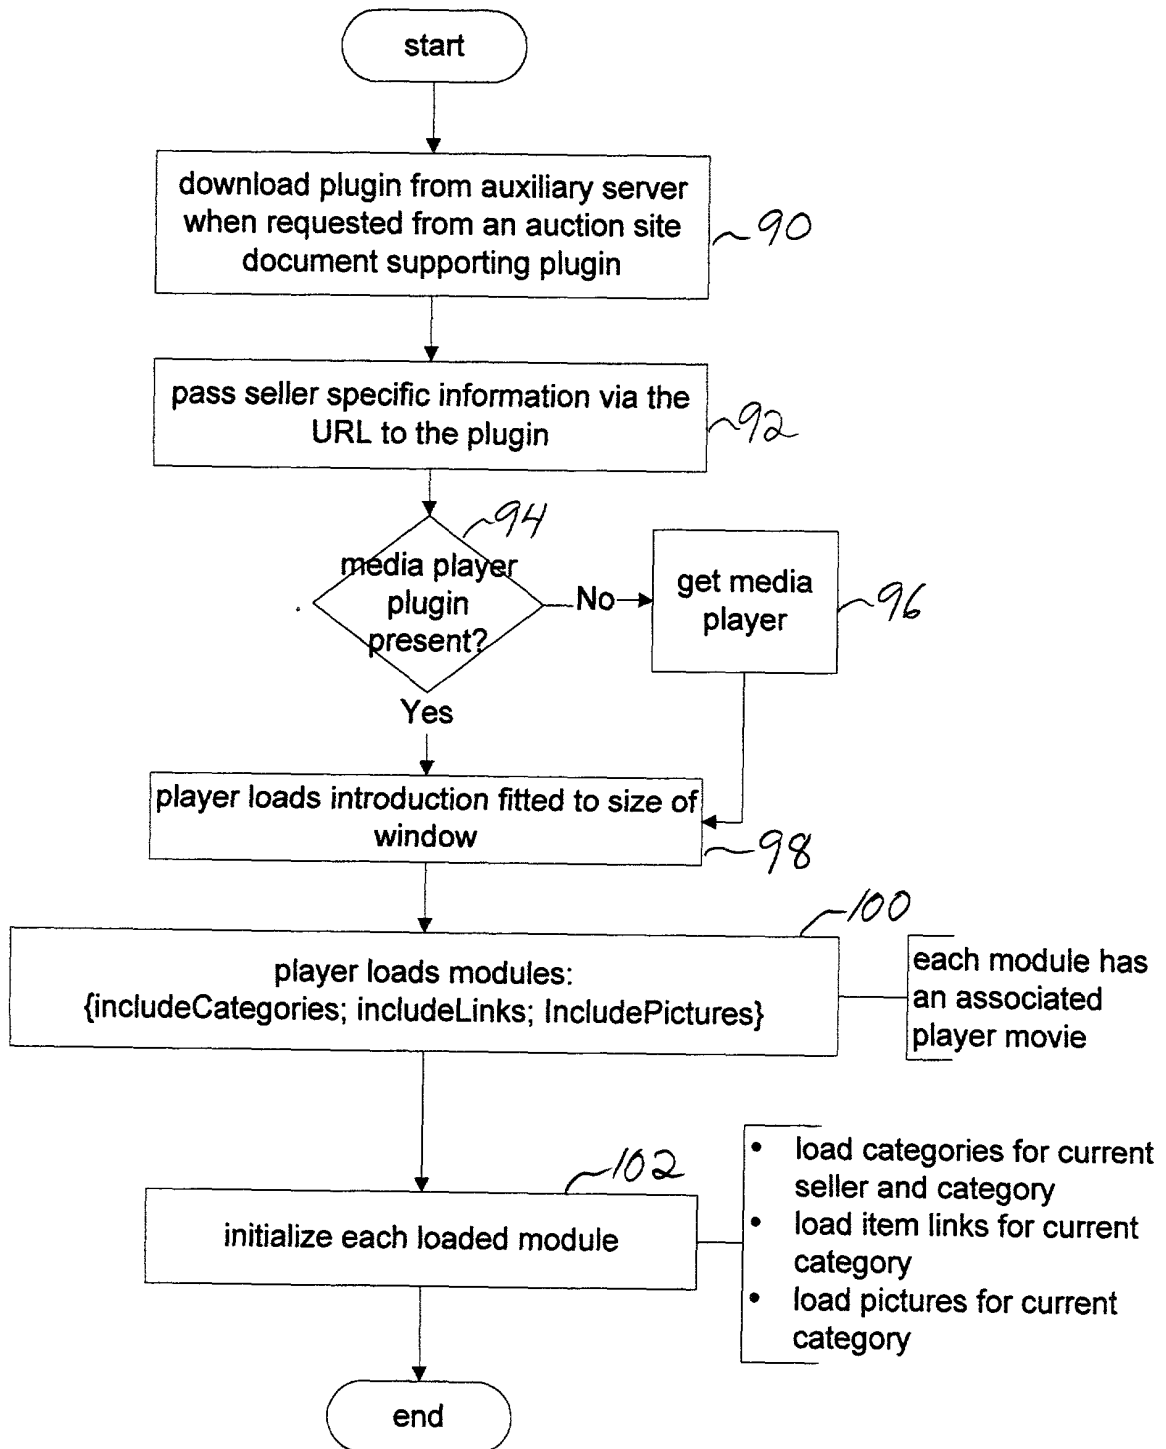 start
download plugin from auxiliary server
when requested from an auction site
document supporting plugin
90
pass seller specific information via the
URL to the plugin
92
94
media player
plugin
present?
No
get media
player
96
Yes
player loads introduction fitted to size of
window
98
100
player loads modules:
{includeCategories; includeLinks; IncludePictures}
each module has
an associated
player movie
102
initialize each loaded module
• load categories for current
seller and category
• load item links for current
category
• load pictures for current
category
end